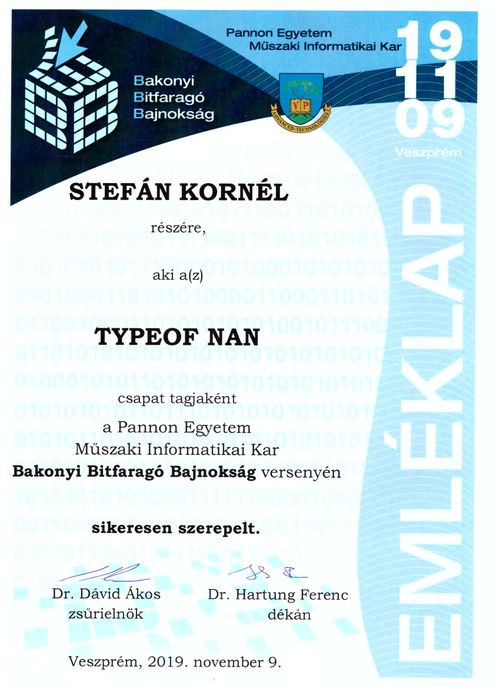 Pannon Egyetem
Műszaki Informatikai Kar
19
11
09
Veszprém
Bakonyi
Bitfaragó
Bajnokság
STEFÁN KORNÉL
részére,
aki a(z)
TYPEOF NAN
csapat tagjaként
a Pannon Egyetem
Műszaki Informatikai Kar
Bakonyi Bitfaragó Bajnokság versenyén
sikeresen szerepelt.
Dr. Dávid Ákos
zsűrielnök
Dr. Hartung Ferenc
dékán
Veszprém, 2019. november 9.
EMLÉKLAP